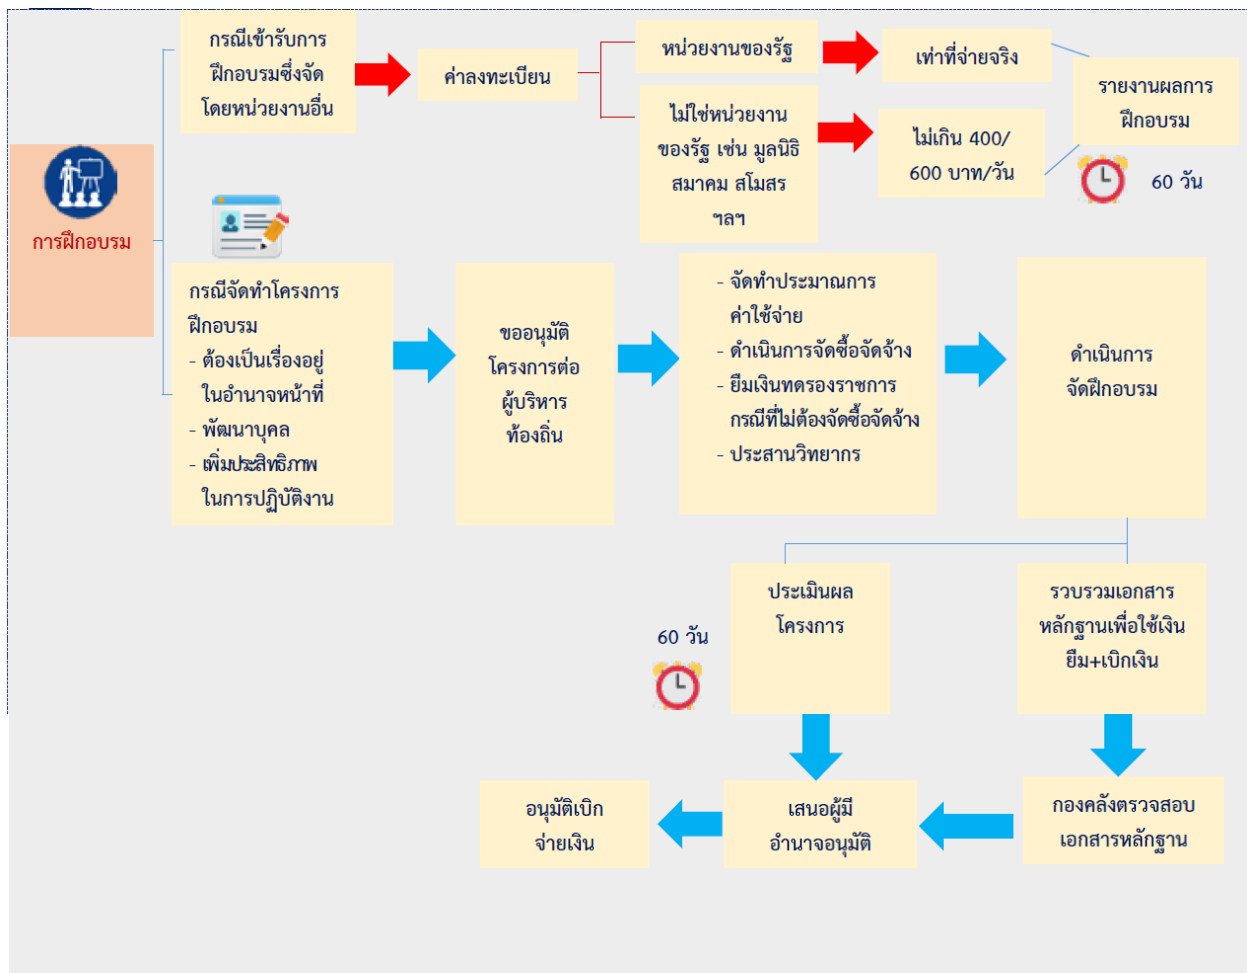 กรณีเข้ารับการ
ฝึกอบรมซึ่งจัด
โดยหน่วยงานอื่น
ค่าลงทะเบียน
หน่วยงานของรัฐ
เท่าที่จ่ายจริง
ไม่ใช่หน่วยงาน
ของรัฐ เช่น มูลนิธิ
สมาคม สโมสร
ฯลฯ
ไม่เกิน 400/
600 บาท/วัน
รายงานผลการ
ฝึกอบรม
60 วัน
การฝึกอบรม
กรณีจัดทำโครงการ
ฝึกอบรม
- ต้องเป็นเรื่องอยู่
ในอำนาจหน้าที่
- พัฒนาบุคล
- เพิ่มประสิทธิภาพ
ในการปฏิบัติงาน
ขออนุมัติ
โครงการต่อ
ผู้บริหาร
ท้องถิ่น
- จัดทำประมาณการ
ค่าใช้จ่าย
- ดำเนินการจัดซื้อจัดจ้าง
- ยืมเงินทดรองราชการ
กรณีที่ไม่ต้องจัดซื้อจัดจ้าง
- ประสานวิทยากร
ดำเนินการ
จัดฝึกอบรม
60 วัน
ประเมินผล
โครงการ
รวบรวมเอกสาร
หลักฐานเพื่อใช้เงิน
ยืม+เบิกเงิน
อนุมัติเบิก
จ่ายเงิน
เสนอผู้มี
อำนาจอนุมัติ
กองคลังตรวจสอบ
เอกสารหลักฐาน